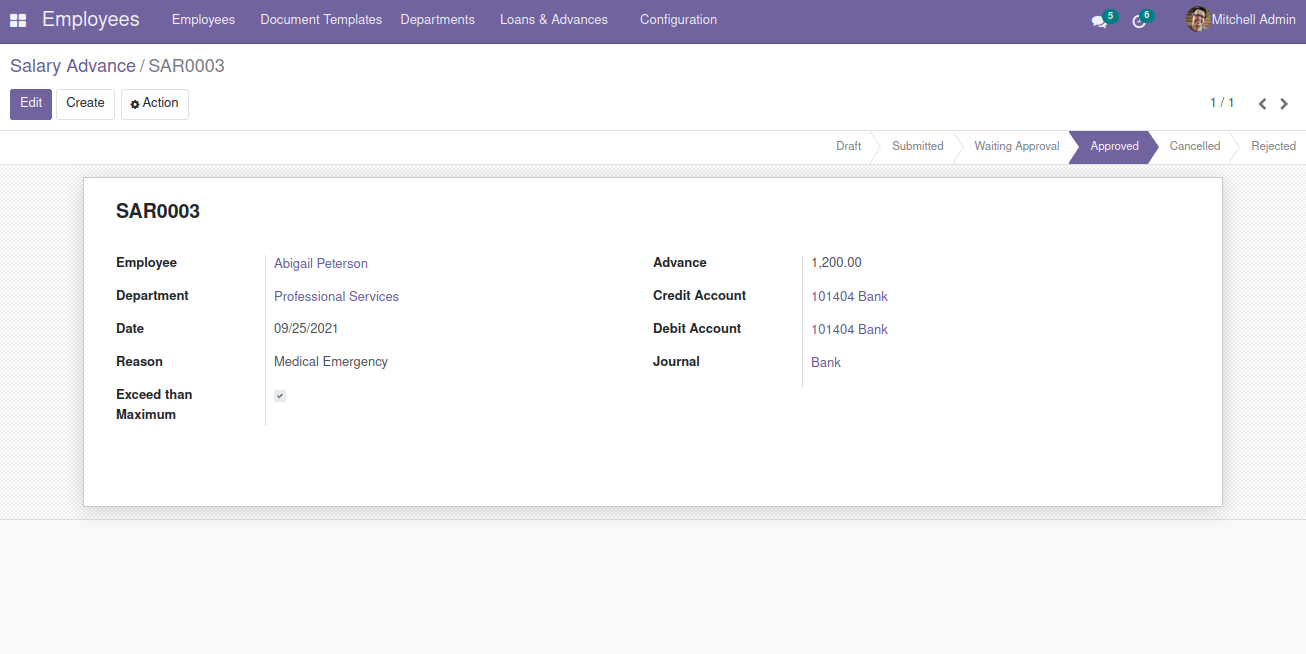 Employees Employees Document Templates Departments Loans & Advances Configuration 5 6 Mitchell Admin
Salary Advance / SAR0003
Edit Create Action 1 / 1
Draft Submitted Waiting Approval Approved Cancelled Rejected
SAR0003
Employee Abigail Peterson Advance 1,200.00
Department Professional Services Credit Account 101404 Bank
Date 09/25/2021 Debit Account 101404 Bank
Reason Medical Emergency Journal Bank
Exceed than
Maximum